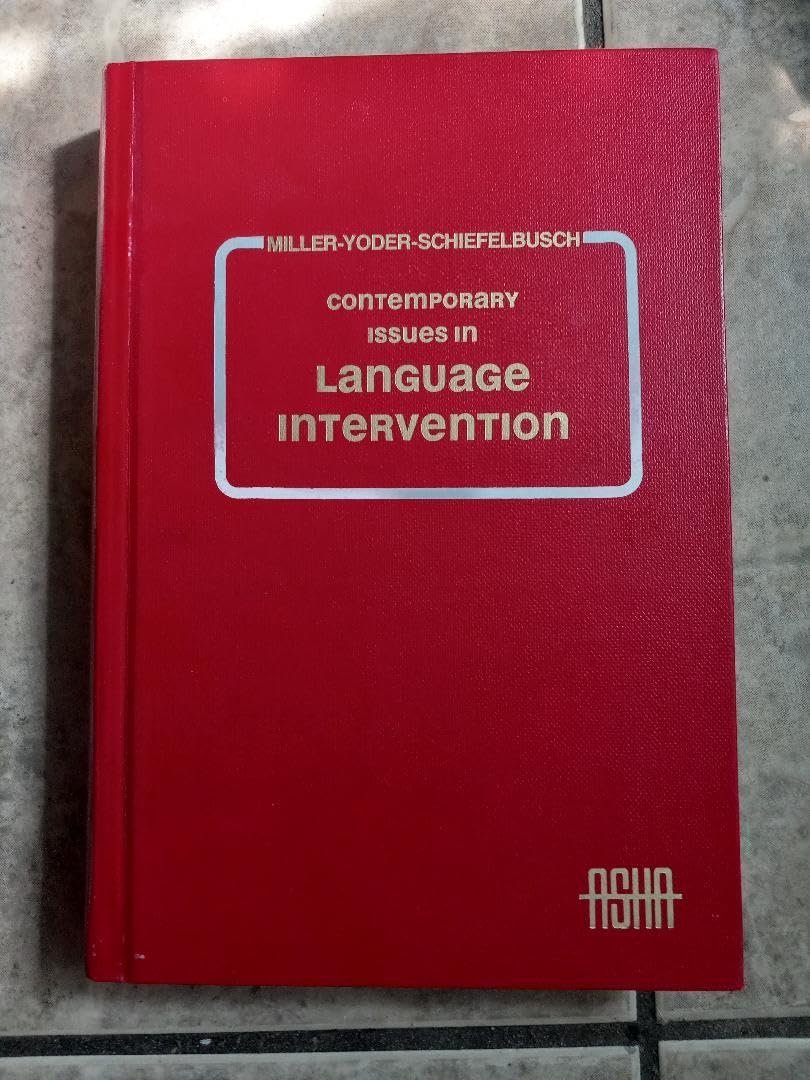 MILLER-YODER-SCHIEFELBUSCH
contemporary
issues in
Language
Intervention
ASHA